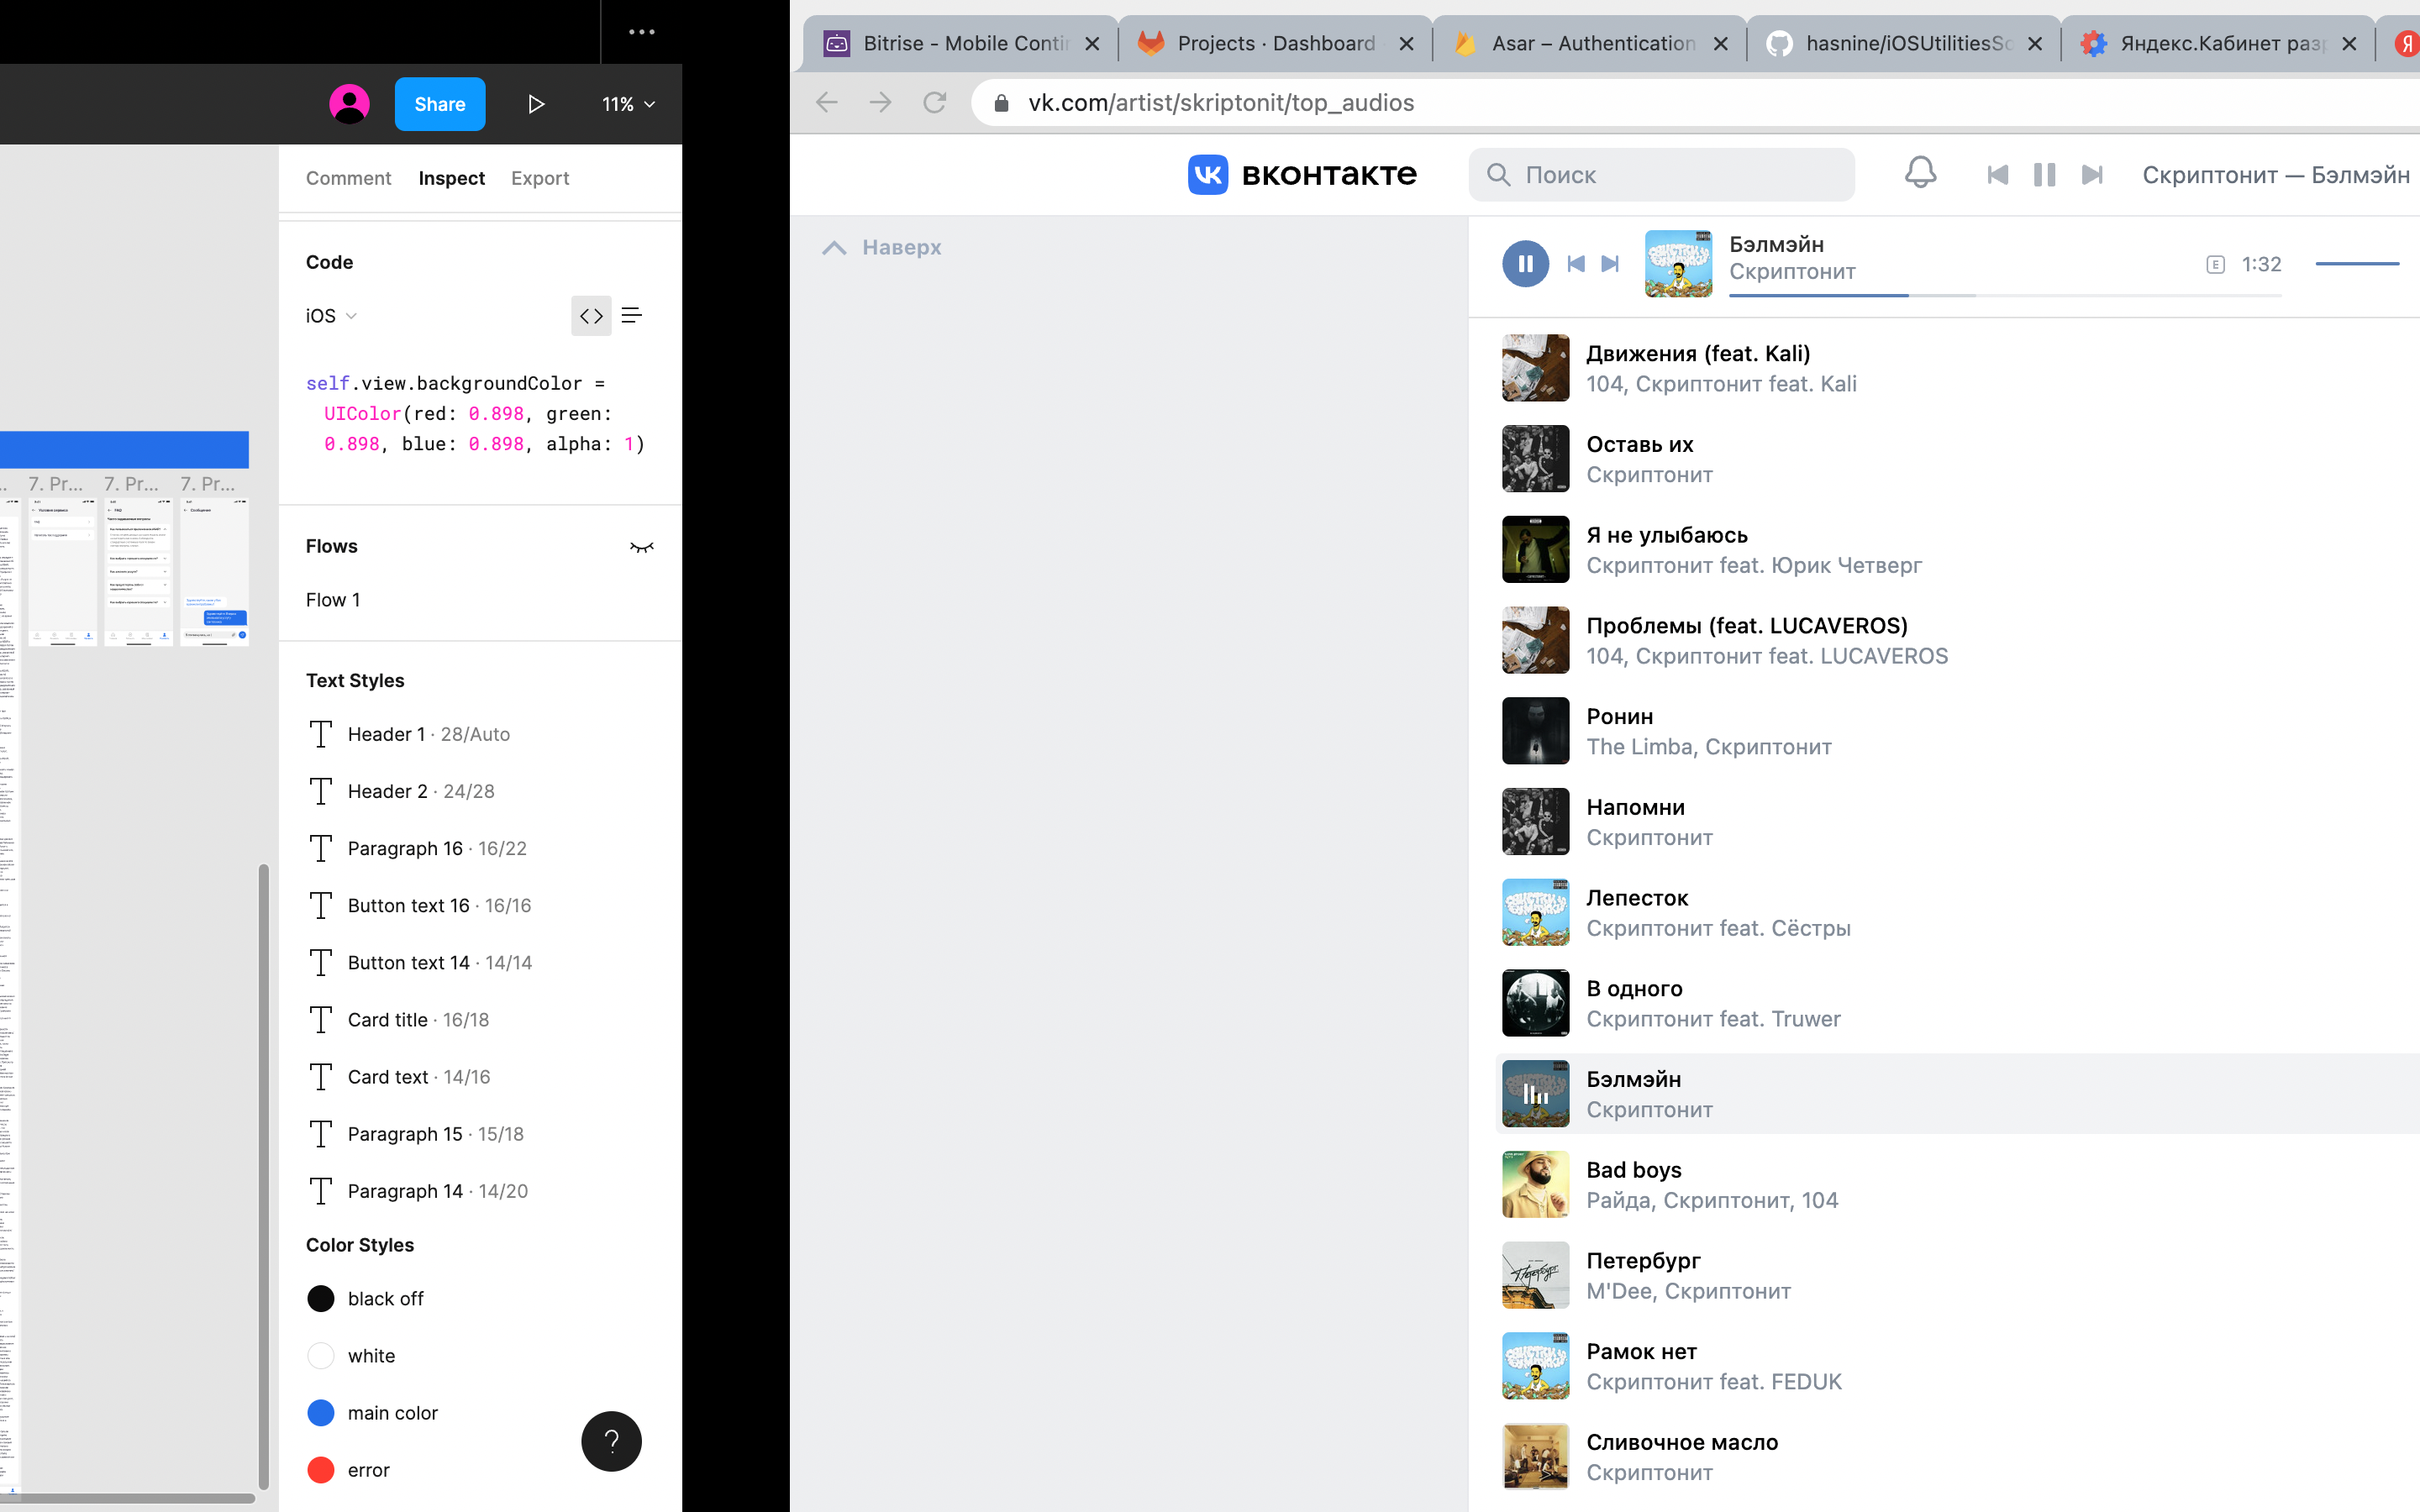 Share
11%
Comment Inspect Export
Code
iOS
self.view.backgroundColor =
UIColor(red: 0.898, green:
0.898, blue: 0.898, alpha: 1)
7. Pr...
7. Pr...
7. Pr...
Flows
Flow 1
Text Styles
Header 1 · 28/Auto
Header 2 · 24/28
Paragraph 16 · 16/22
Button text 16 · 16/16
Button text 14 · 14/14
Card title · 16/18
Card text · 14/16
Paragraph 15 · 15/18
Paragraph 14 · 14/20
Color Styles
black off
white
main color
error
?
Bitrise - Mobile Conti
Projects · Dashboard
Asar – Authentication
hasnine/iOSUtilitiesSc
Яндекс.Кабинет раз
Я
vk.com/artist/skriptonit/top_audios
вконтакте
Поиск
Скриптонит — Бэлмэйн
Наверх
Бэлмэйн
Скриптонит
E 1:32
Движения (feat. Kali)
104, Скриптонит feat. Kali
Оставь их
Скриптонит
Я не улыбаюсь
Скриптонит feat. Юрик Четверг
Проблемы (feat. LUCAVEROS)
104, Скриптонит feat. LUCAVEROS
Ронин
The Limba, Скриптонит
Напомни
Скриптонит
Лепесток
Скриптонит feat. Сёстры
В одного
Скриптонит feat. Truwer
Бэлмэйн
Скриптонит
Bad boys
Райда, Скриптонит, 104
Петербург
M'Dee, Скриптонит
Рамок нет
Скриптонит feat. FEDUK
Сливочное масло
Скриптонит